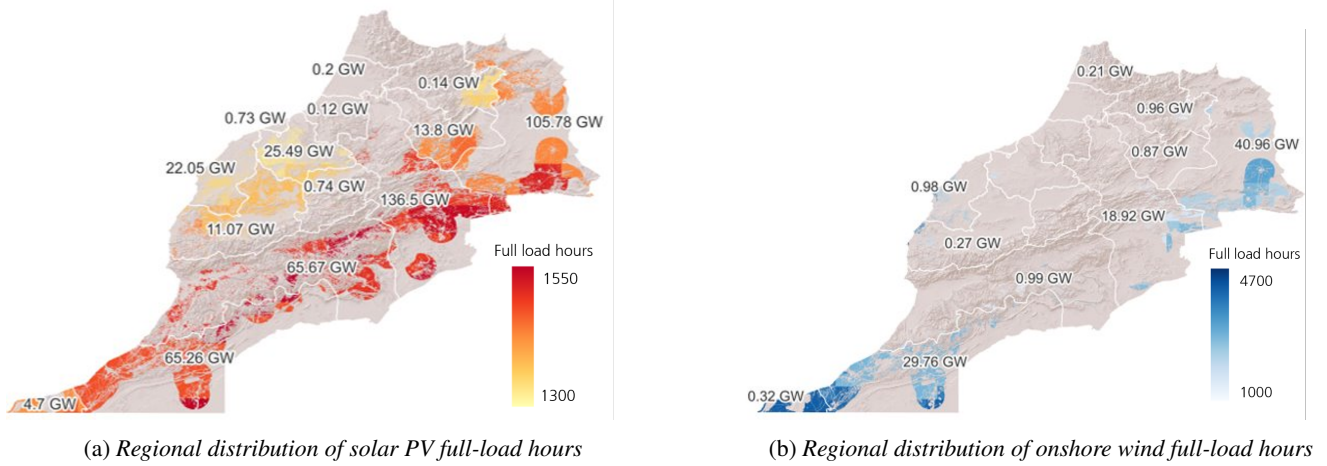 0.2 GW
0.14 GW
0.12 GW
0.73 GW
105.78 GW
13.8 GW
25.49 GW
22.05 GW
0.74 GW
136.5 GW
11.07 GW
65.67 GW
65.26 GW
4.7 GW
Full load hours
1550
1300
(a) Regional distribution of solar PV full-load hours
0.21 GW
0.96 GW
40.96 GW
0.87 GW
0.98 GW
18.92 GW
0.27 GW
0.99 GW
29.76 GW
0.32 GW
Full load hours
4700
1000
(b) Regional distribution of onshore wind full-load hours